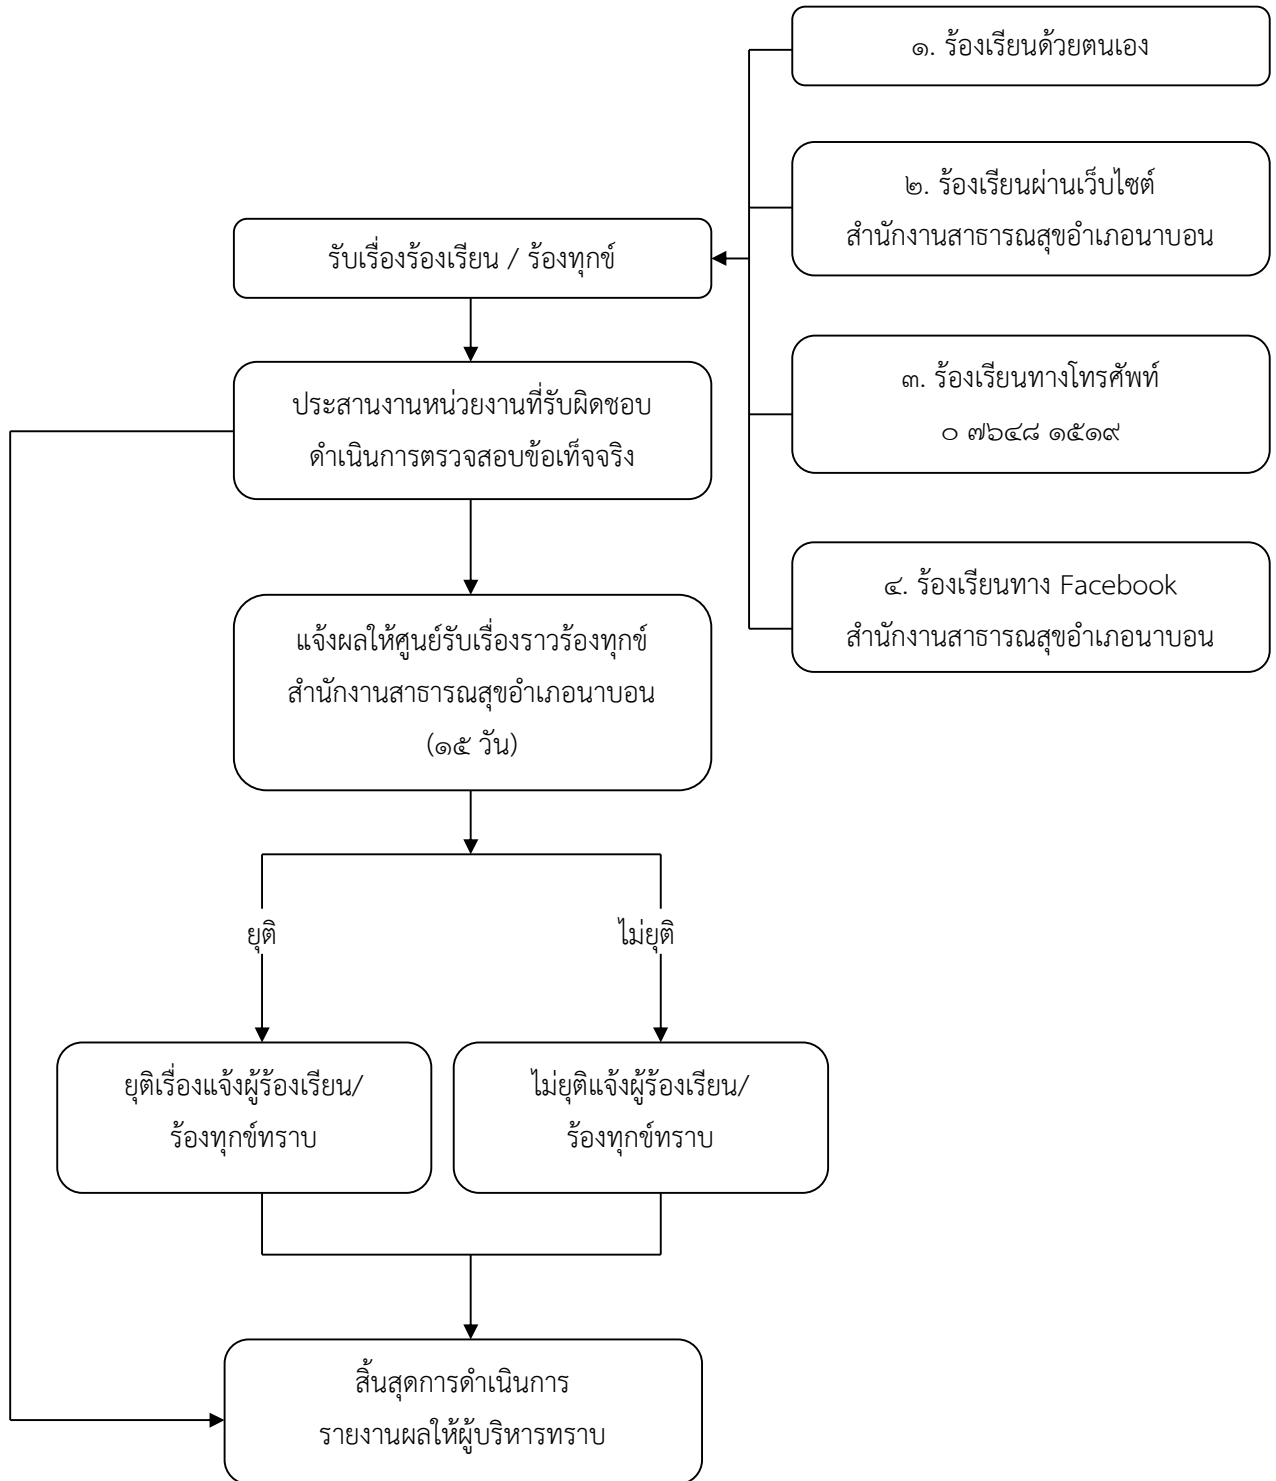 ๑. ร้องเรียนด้วยตนเอง
๒. ร้องเรียนผ่านเว็บไซต์
สำนักงานสาธารณสุขอำเภอนาบอน
รับเรื่องร้องเรียน / ร้องทุกข์
๓. ร้องเรียนทางโทรศัพท์
๐ ๗๖๔๘ ๑๕๑๙
ประสานงานหน่วยงานที่รับผิดชอบ
ดำเนินการตรวจสอบข้อเท็จจริง
๔. ร้องเรียนทาง Facebook
สำนักงานสาธารณสุขอำเภอนาบอน
แจ้งผลให้ศูนย์รับเรื่องราวร้องทุกข์
สำนักงานสาธารณสุขอำเภอนาบอน
(๑๕ วัน)
ยุติ
ไม่ยุติ
ยุติเรื่องแจ้งผู้ร้องเรียน/
ร้องทุกข์ทราบ
ไม่ยุติแจ้งผู้ร้องเรียน/
ร้องทุกข์ทราบ
สิ้นสุดการดำเนินการ
รายงานผลให้ผู้บริหารทราบ